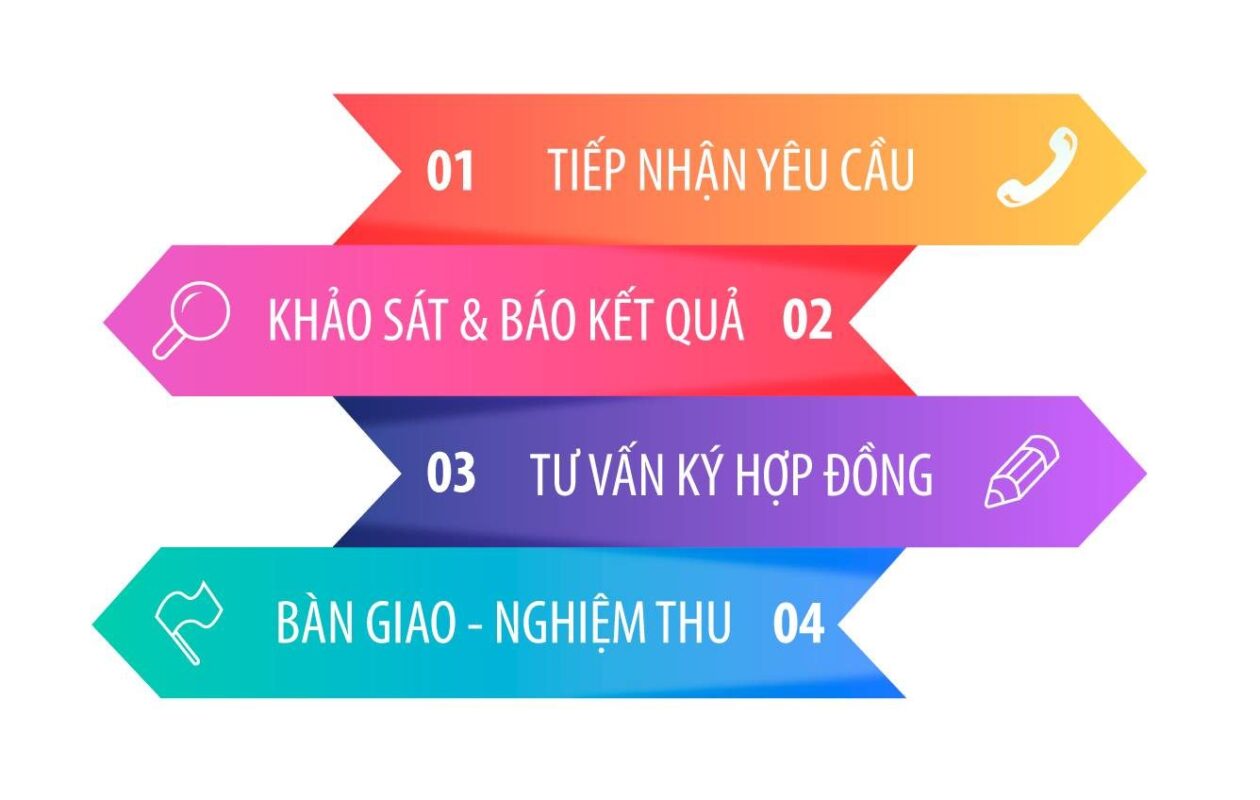 01 TIẾP NHẬN YÊU CẦU
KHẢO SÁT & BÁO KẾT QUẢ 02
03 TƯ VẤN KÝ HỢP ĐỒNG
BÀN GIAO - NGHIỆM THU 04